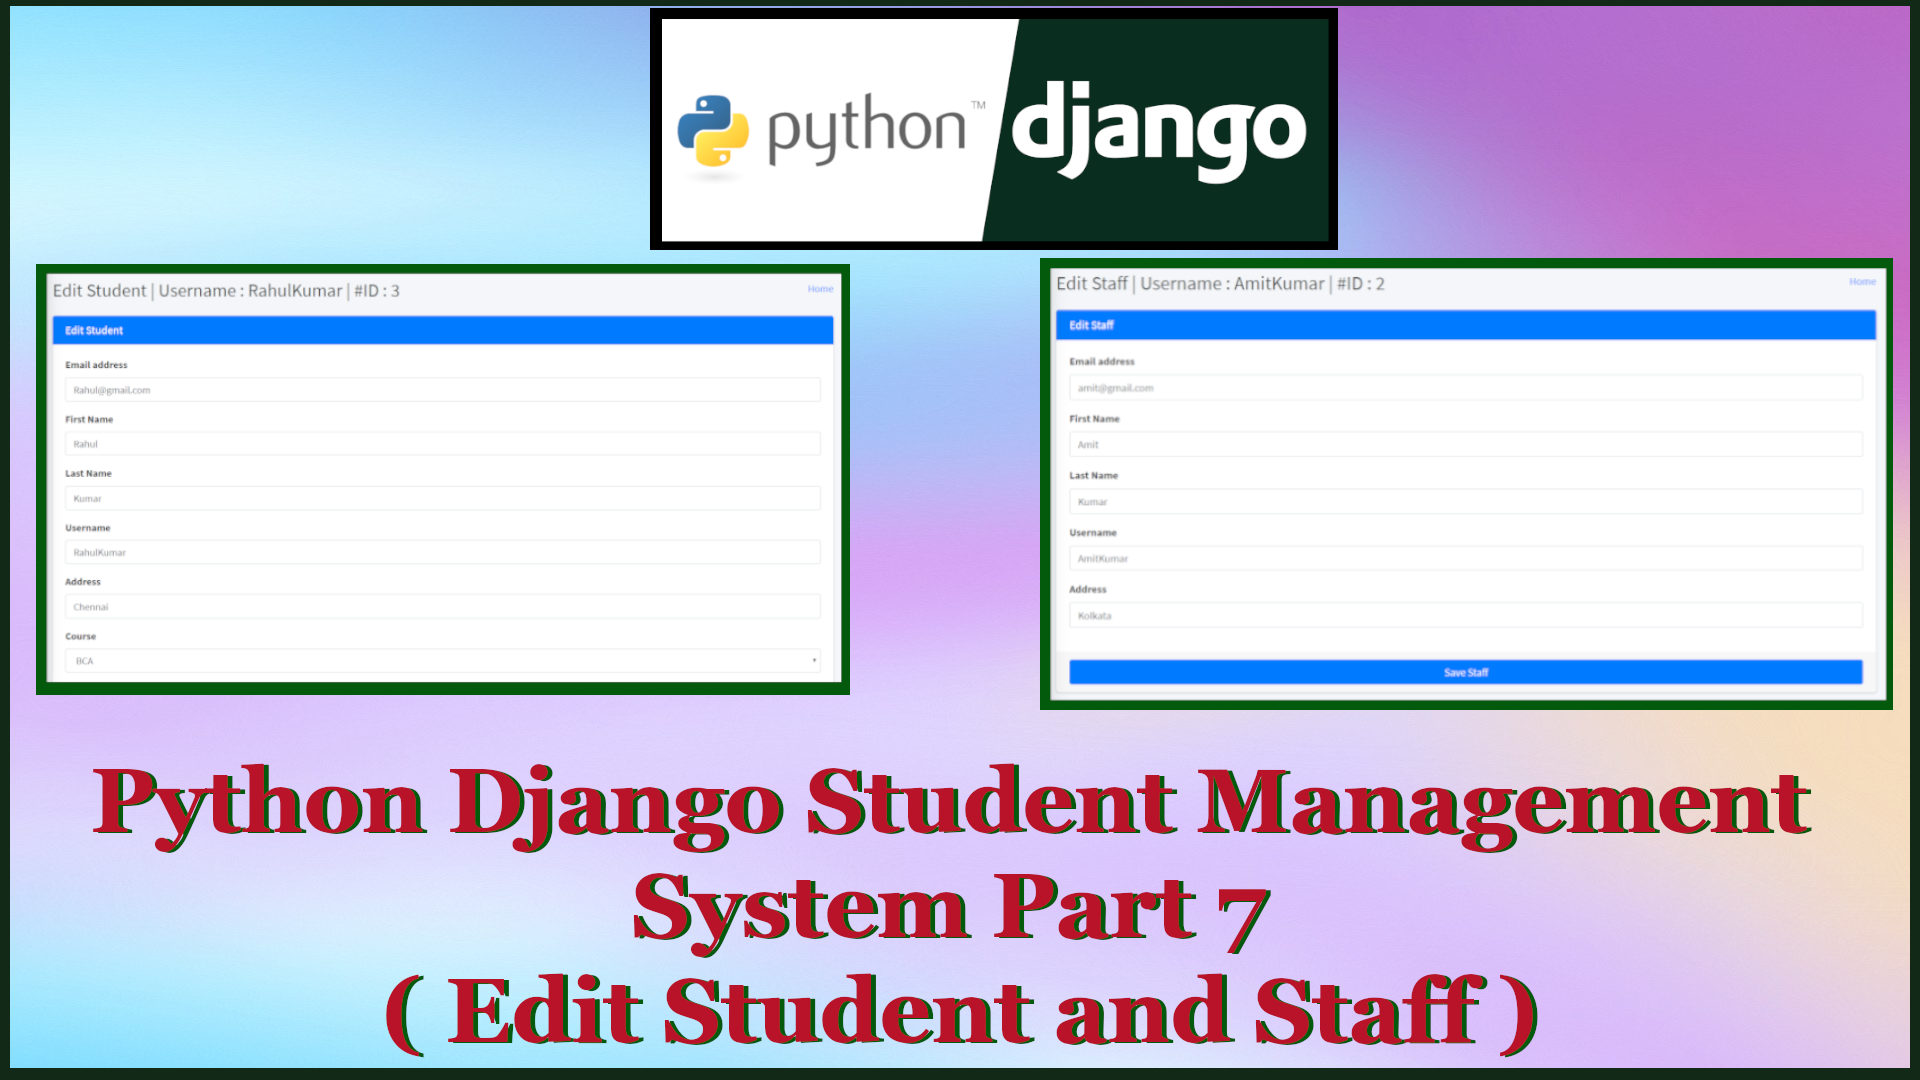 python™ django
Edit Student | Username : RahulKumar | #ID : 3
Home
Edit Student
Email address
Rahul@gmail.com
First Name
Rahul
Last Name
Kumar
Username
RahulKumar
Address
Chennai
Course
BCA
Edit Staff | Username : AmitKumar | #ID : 2
Home
Edit Staff
Email address
amit@gmail.com
First Name
Amit
Last Name
Kumar
Username
AmitKumar
Address
Kolkata
Save Staff
Python Django Student Management
System Part 7
( Edit Student and Staff )